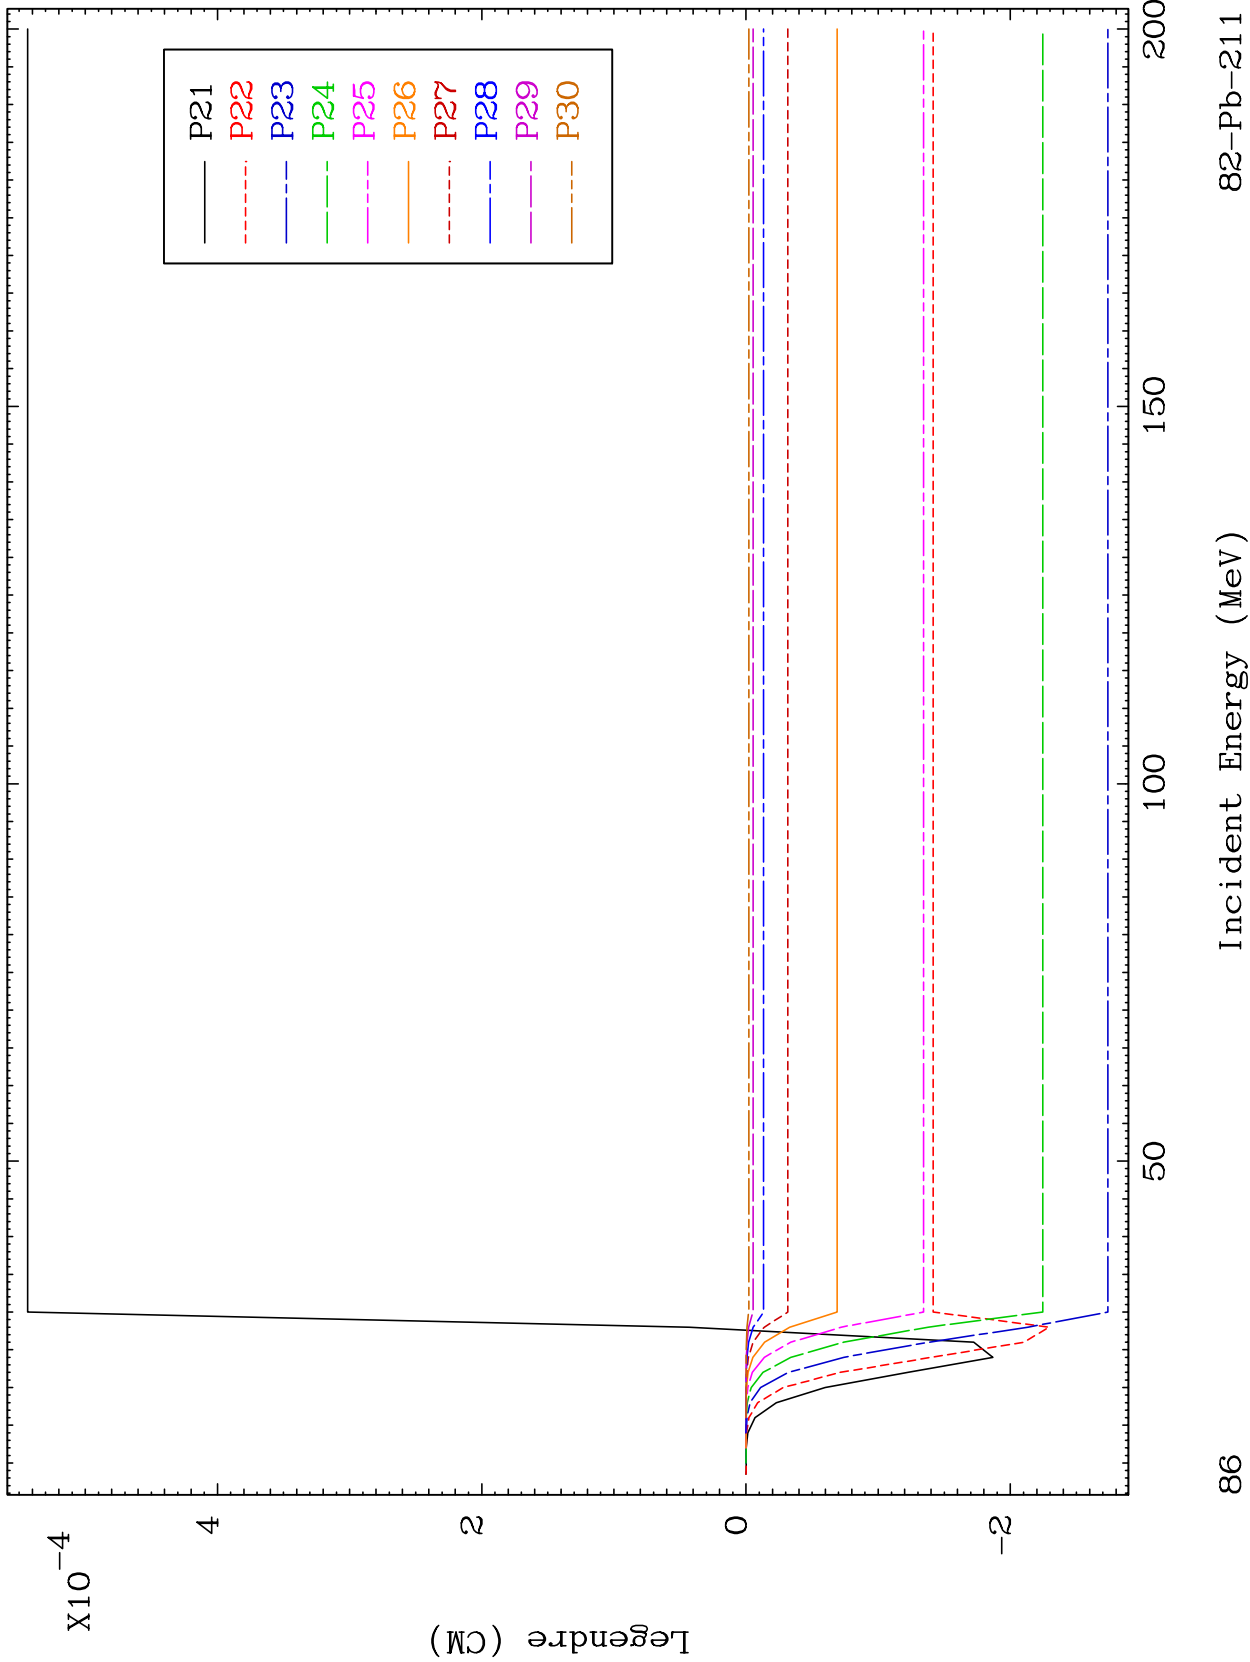 X10⁻⁴
4
2
0
-2
Legendre (CM)
P21
P22
P23
P24
P25
P26
P27
P28
P29
P30
50
100
150
200
Incident Energy (MeV)
86
82-Pb-211